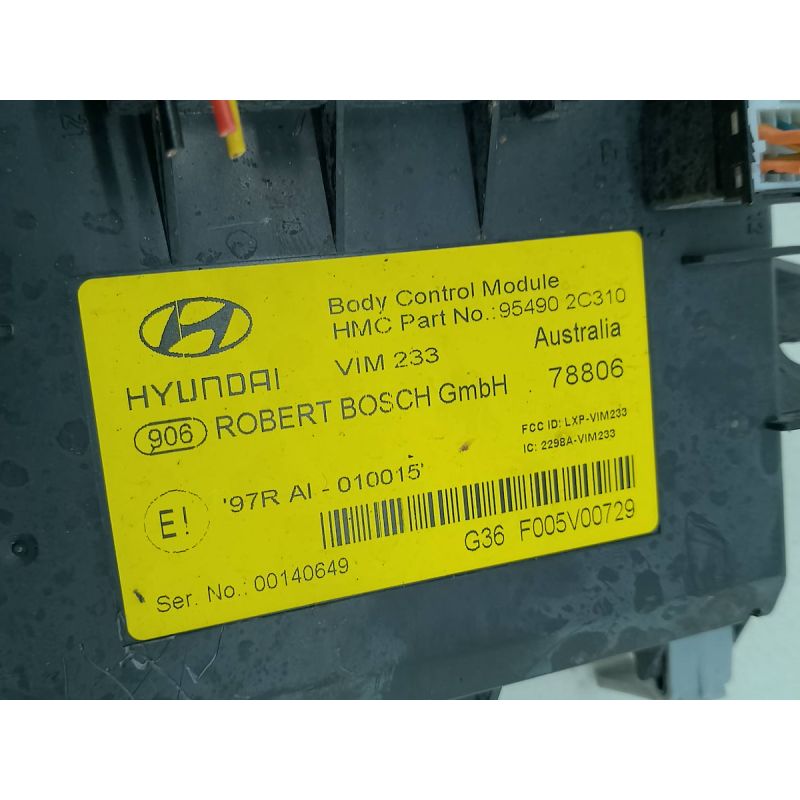 Body Control Module
HMC Part No.:95490 2C310
HYUNDAI
VIM 233
Australia
906 ROBERT BOSCH GmbH
78806
FCC ID: LXP-VIM233
IC: 2298A-VIM233
E! '97R AI - 010015'
G36 F005V00729
Ser. No.: 00140649